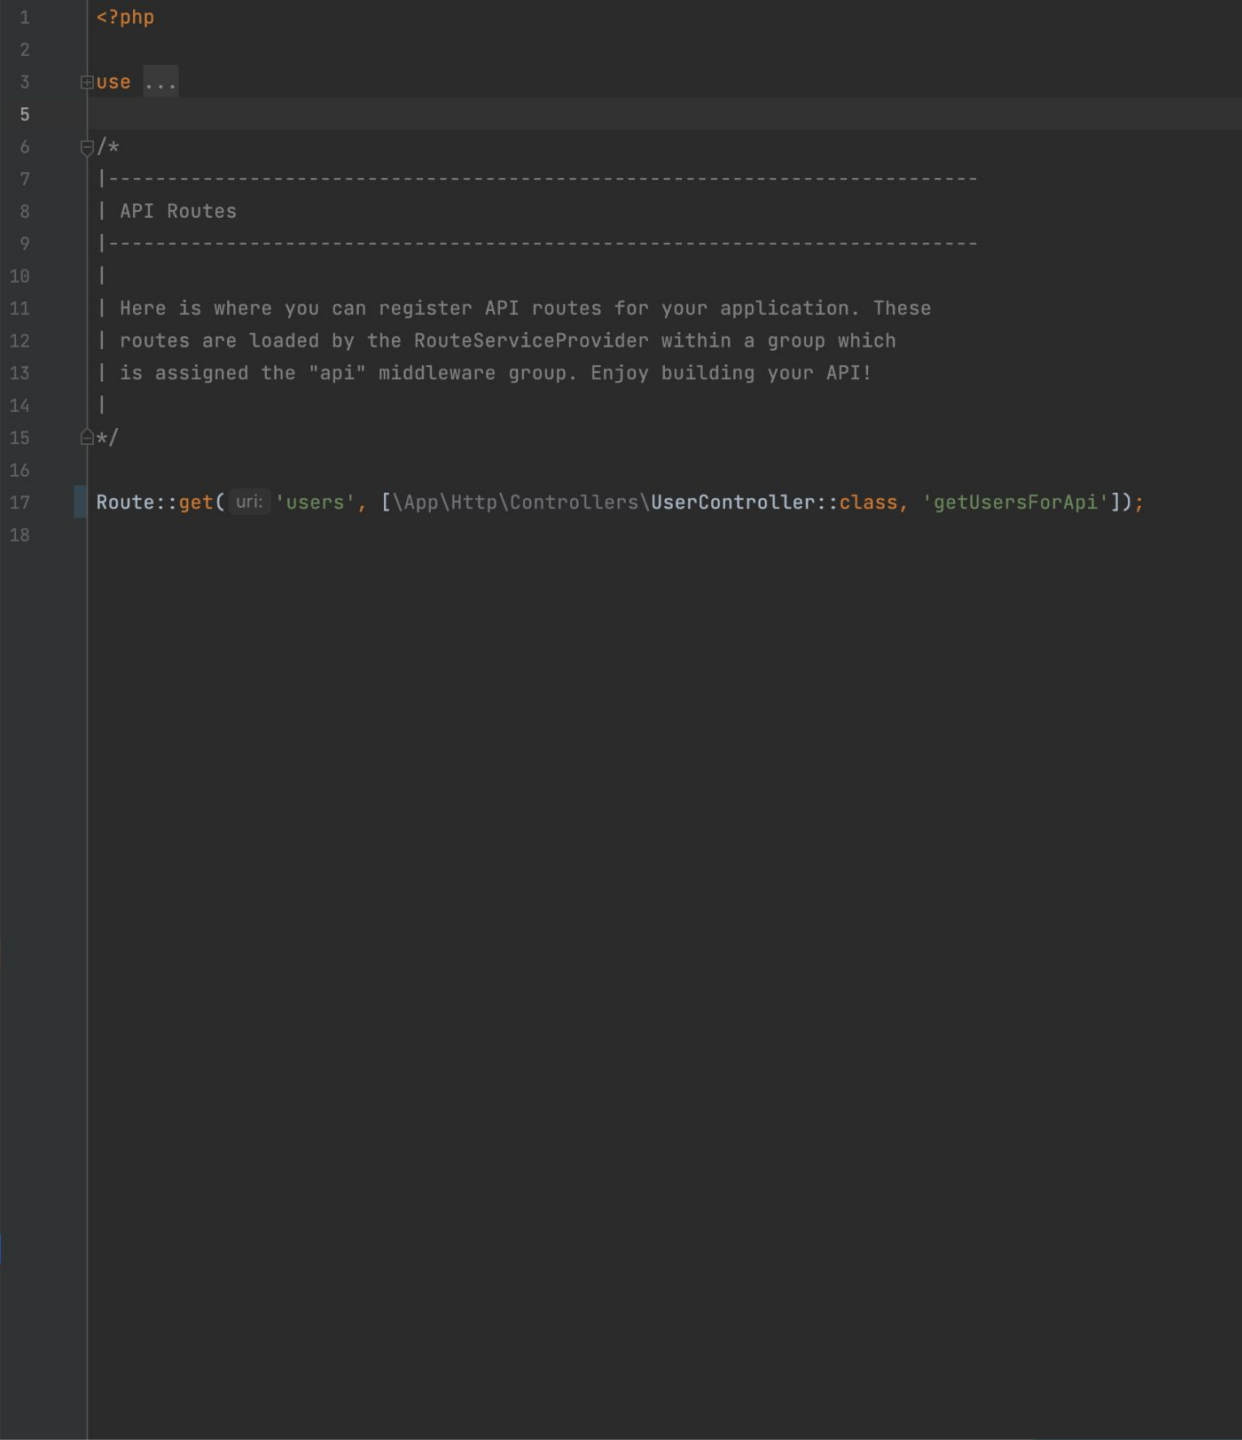 1 <?php
2
3 use ...
5
6 /*
7 |--------------------------------------------------------------------------
8 | API Routes
9 |--------------------------------------------------------------------------
10 |
11 | Here is where you can register API routes for your application. These
12 | routes are loaded by the RouteServiceProvider within a group which
13 | is assigned the "api" middleware group. Enjoy building your API!
14 |
15 */
16
17 Route::get( uri: 'users', [\App\Http\Controllers\UserController::class, 'getUsersForApi']);
18